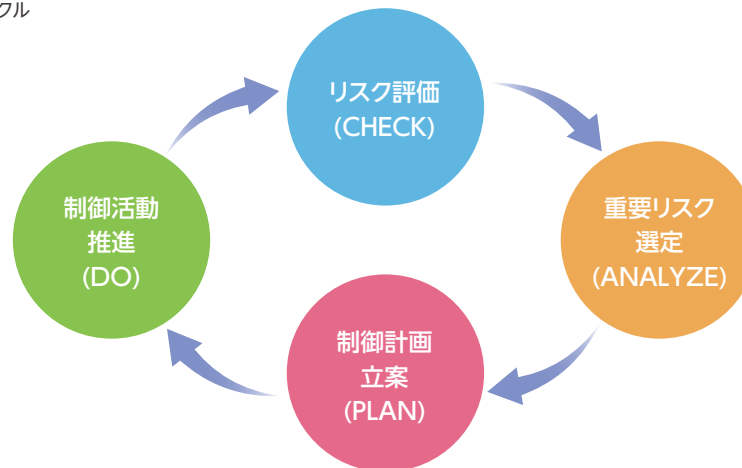 クル
リスク評価
(CHECK)
制御活動
推進
(DO)
重要リスク
選定
(ANALYZE)
制御計画
立案
(PLAN)